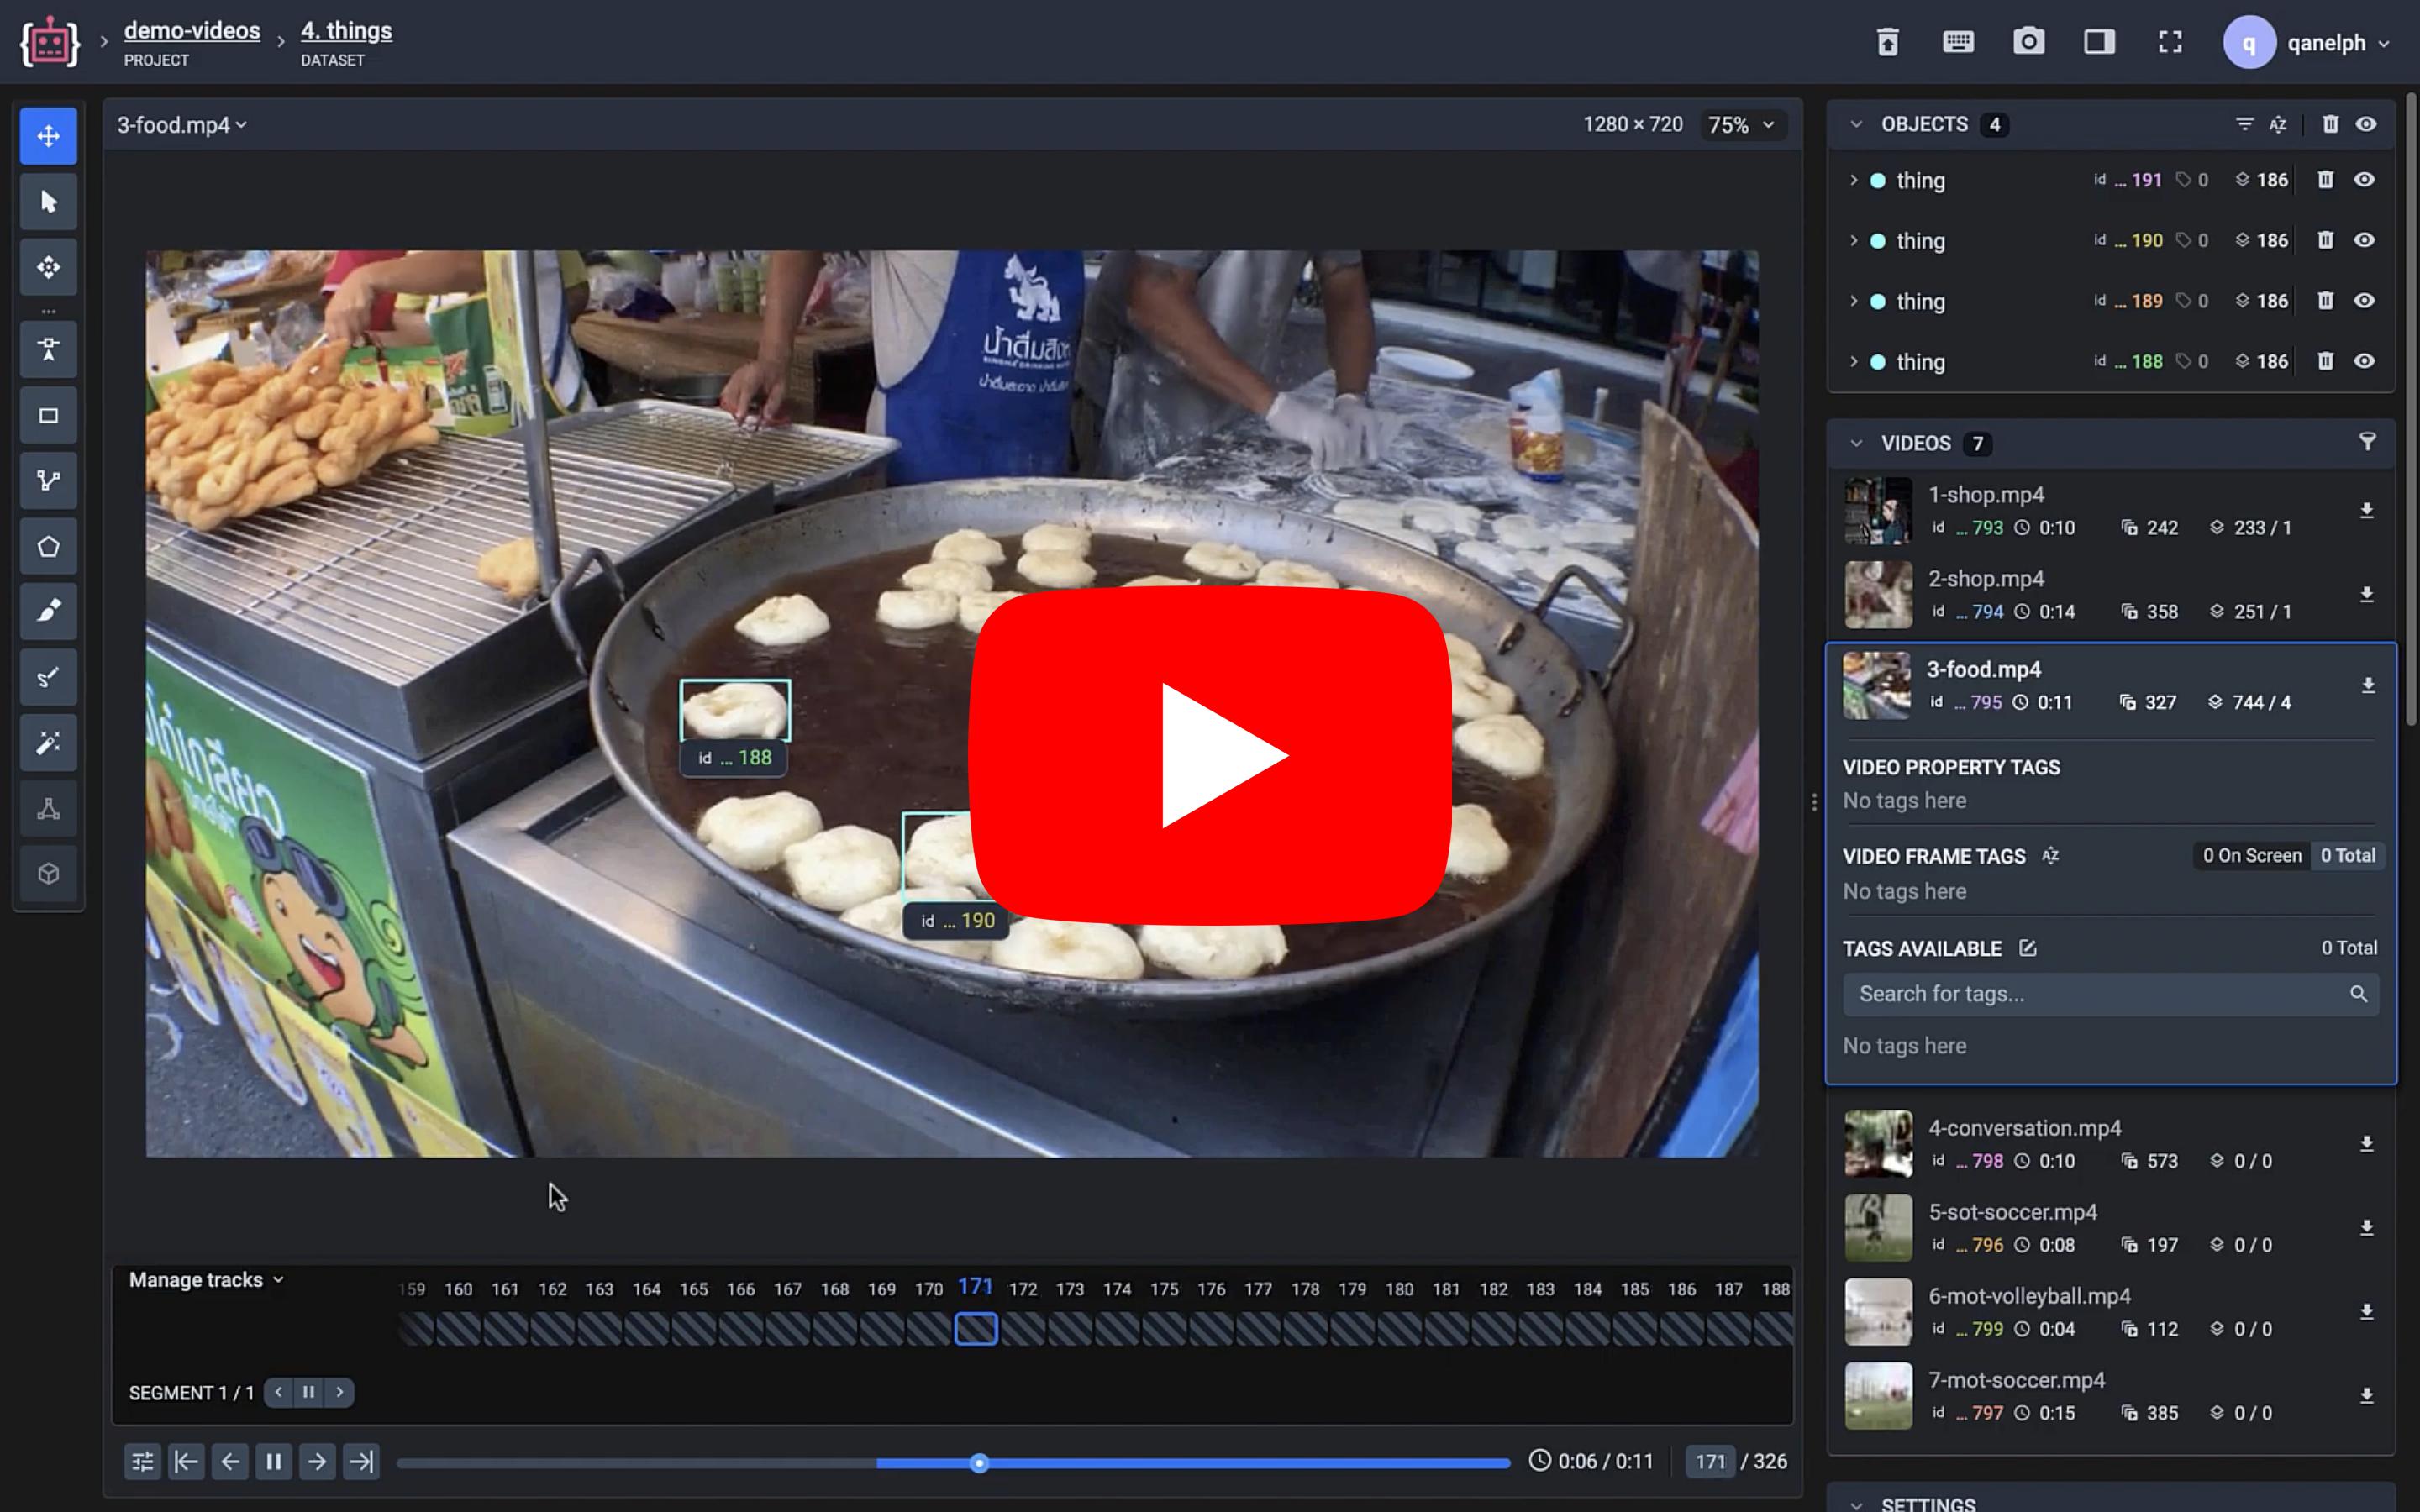 demo-videos
PROJECT
4. things
DATASET
q
qanelph
3-food.mp4
1280 × 720
75%
น้ำดื่มสิงห์
id ... 188
id ... 190
Manage tracks
159 160 161 162 163 164 165 166 167 168 169 170 171 172 173 174 175 176 177 178 179 180 181 182 183 184 185 186 187 188
SEGMENT 1 / 1
0:06 / 0:11
171 / 326
OBJECTS 4
thing id ... 191 0 186
thing id ... 190 0 186
thing id ... 189 0 186
thing id ... 188 0 186
VIDEOS 7
1-shop.mp4
id ... 793 0:10 242 233 / 1
2-shop.mp4
id ... 794 0:14 358 251 / 1
3-food.mp4
id ... 795 0:11 327 744 / 4
VIDEO PROPERTY TAGS
No tags here
VIDEO FRAME TAGS 0 On Screen 0 Total
No tags here
TAGS AVAILABLE 0 Total
Search for tags...
No tags here
4-conversation.mp4
id ... 798 0:10 573 0 / 0
5-sot-soccer.mp4
id ... 796 0:08 197 0 / 0
6-mot-volleyball.mp4
id ... 799 0:04 112 0 / 0
7-mot-soccer.mp4
id ... 797 0:15 385 0 / 0
SETTINGS